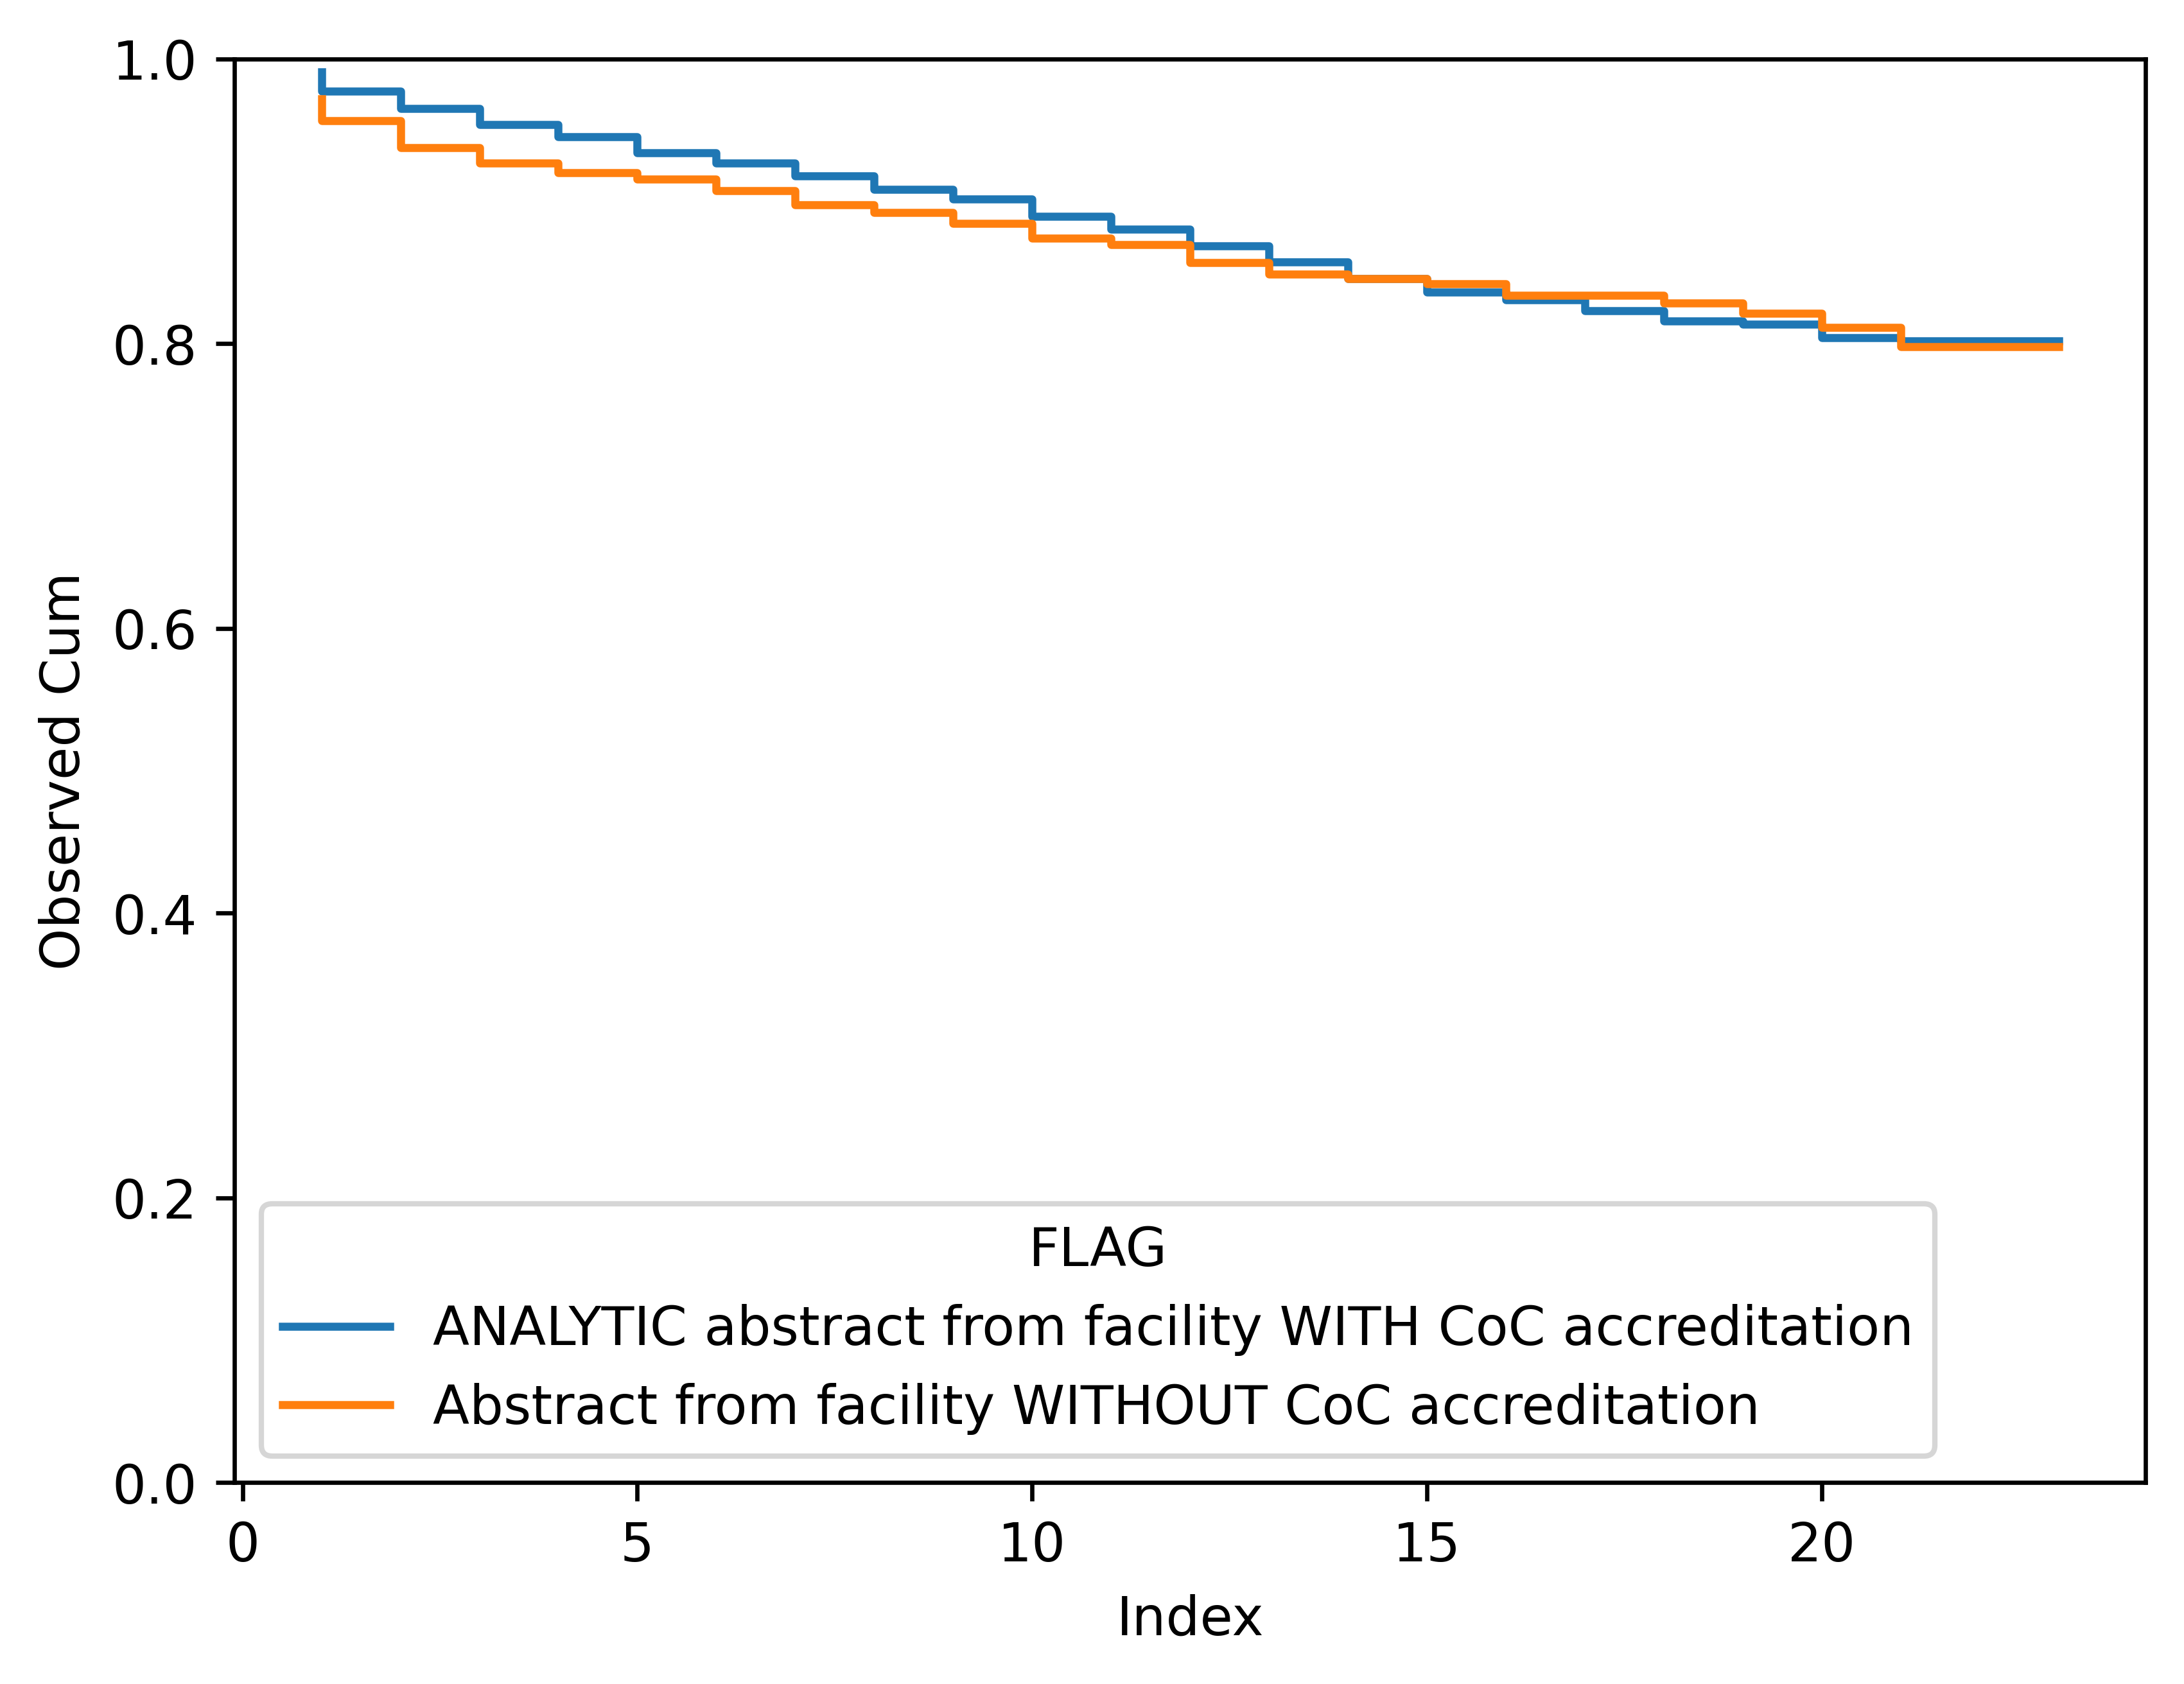 1.0
0.8
0.6
0.4
0.2
0.0
Observed Cum
FLAG
ANALYTIC abstract from facility WITH CoC accreditation
Abstract from facility WITHOUT CoC accreditation
0 5 10 15 20
Index